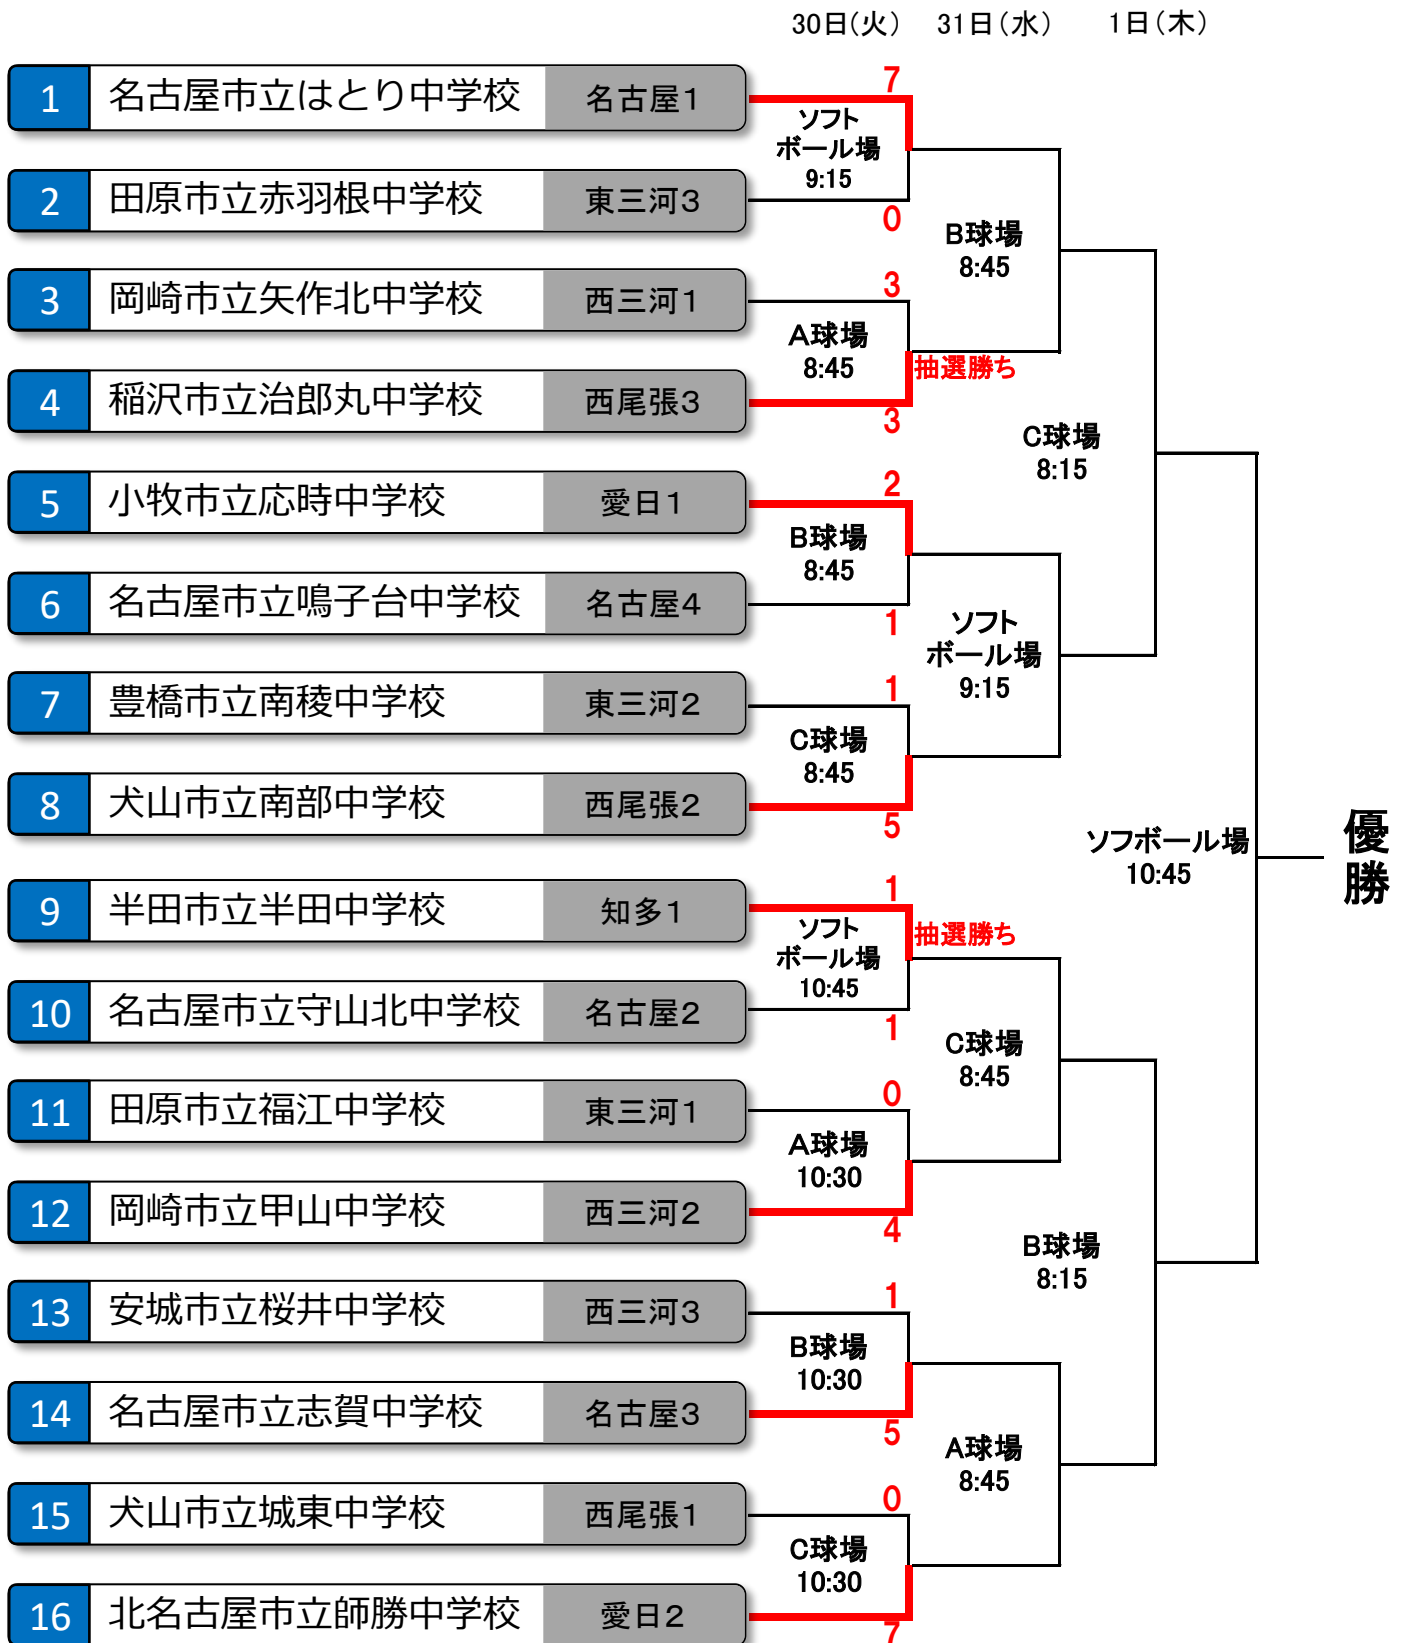 30日(火) 31日(水) 1日(木)
1 名古屋市立はとり中学校 名古屋1
7
ソフト
ボール場
9:15
2 田原市立赤羽根中学校 東三河3
0
B球場
8:45
3 岡崎市立矢作北中学校 西三河1
3
A球場
8:45
抽選勝ち
4 稲沢市立治郎丸中学校 西尾張3
3
C球場
8:15
5 小牧市立応時中学校 愛日1
2
B球場
8:45
6 名古屋市立鳴子台中学校 名古屋4
1
ソフト
ボール場
9:15
7 豊橋市立南稜中学校 東三河2
1
C球場
8:45
8 犬山市立南部中学校 西尾張2
5
ソフボール場
10:45
優勝
9 半田市立半田中学校 知多1
1
ソフト
ボール場
10:45
抽選勝ち
10 名古屋市立守山北中学校 名古屋2
1
C球場
8:45
11 田原市立福江中学校 東三河1
0
A球場
10:30
12 岡崎市立甲山中学校 西三河2
4
B球場
8:15
13 安城市立桜井中学校 西三河3
1
B球場
10:30
14 名古屋市立志賀中学校 名古屋3
5
A球場
8:45
15 犬山市立城東中学校 西尾張1
0
C球場
10:30
16 北名古屋市立師勝中学校 愛日2
7